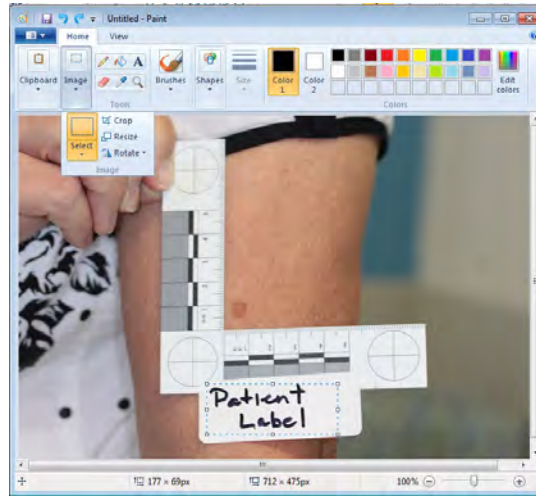 Untitled - Paint
Home View
Clipboard
Image
Tools
Brushes
Shapes
Size
Color 1
Color 2
Edit colors
Colors
Select
Crop
Resize
Rotate
Image
Patient
Label
177 × 69px
712 × 475px
100%